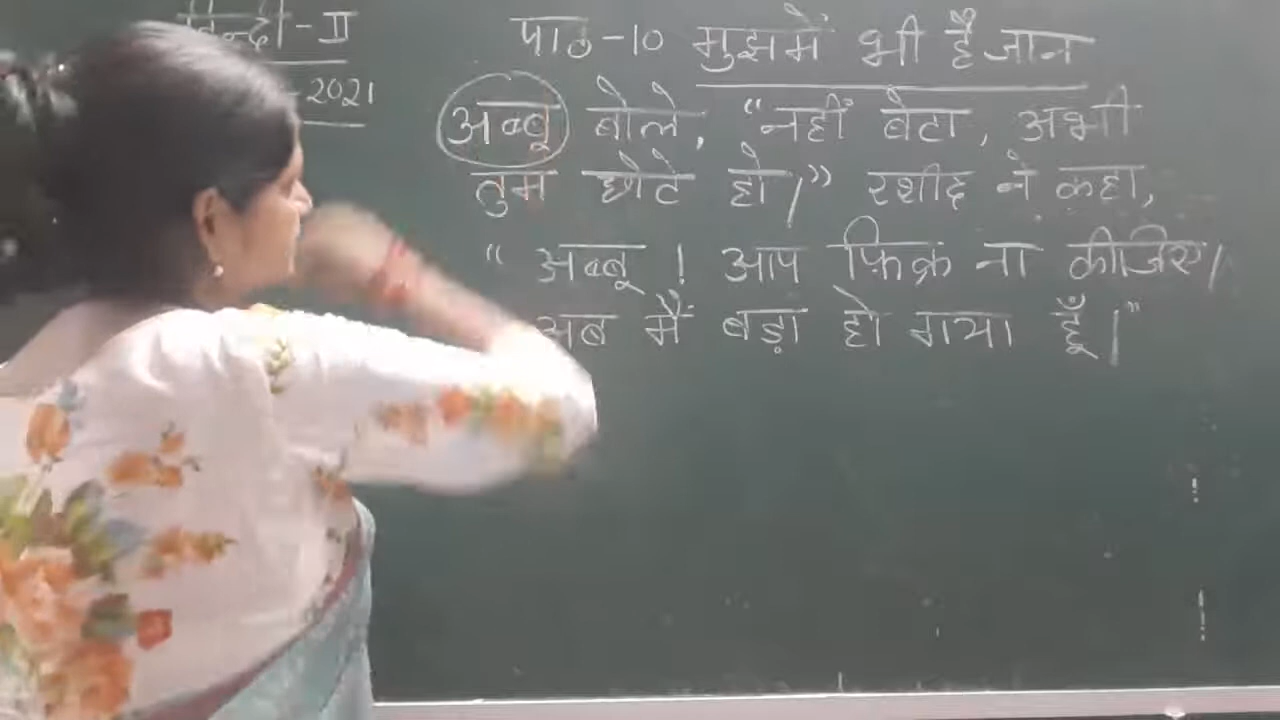 हिन्दी-II
2021
पाठ-10 मुझमें भी है जान
अब्बू बोले, “नहीं बेटा, अभी
तुम छोटे हो।” रशीद ने कहा,
“अब्बू! आप फ़िक्र ना कीजिए।
अब मैं बड़ा हो गया हूँ।”